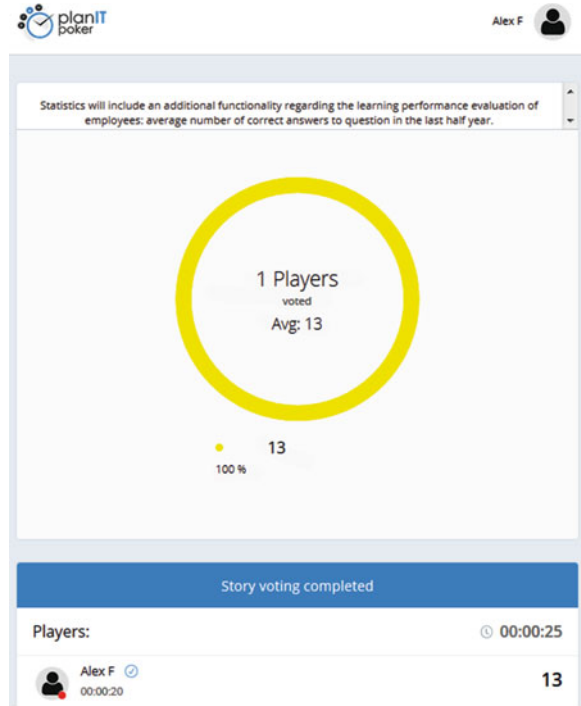 planIT
poker
Alex F
Statistics will include an additional functionality regarding the learning performance evaluation of
employees: average number of correct answers to question in the last half year.
1 Players
voted
Avg: 13
13
100 %
Story voting completed
Players:
00:00:25
Alex F
00:00:20
13